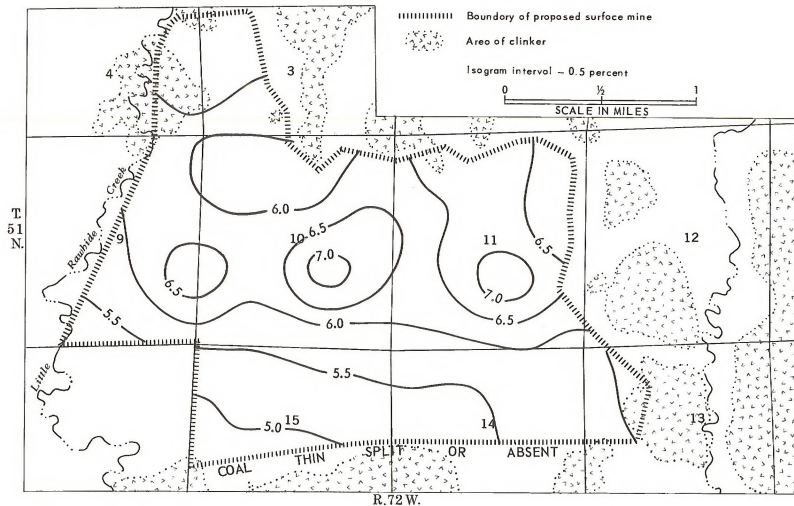 Boundary of proposed surface mine
Area of clinker
Isogram interval – 0.5 percent
0 ½ 1
SCALE IN MILES
4
3
T.
51
N.
Rawhide Creek
Little
9
10
11
12
6.0
6.5
7.0
6.5
6.5
7.0
6.5
6.0
5.5
5.5
5.0
15
14
13
COAL THIN SPLIT OR ABSENT
R.72 W.